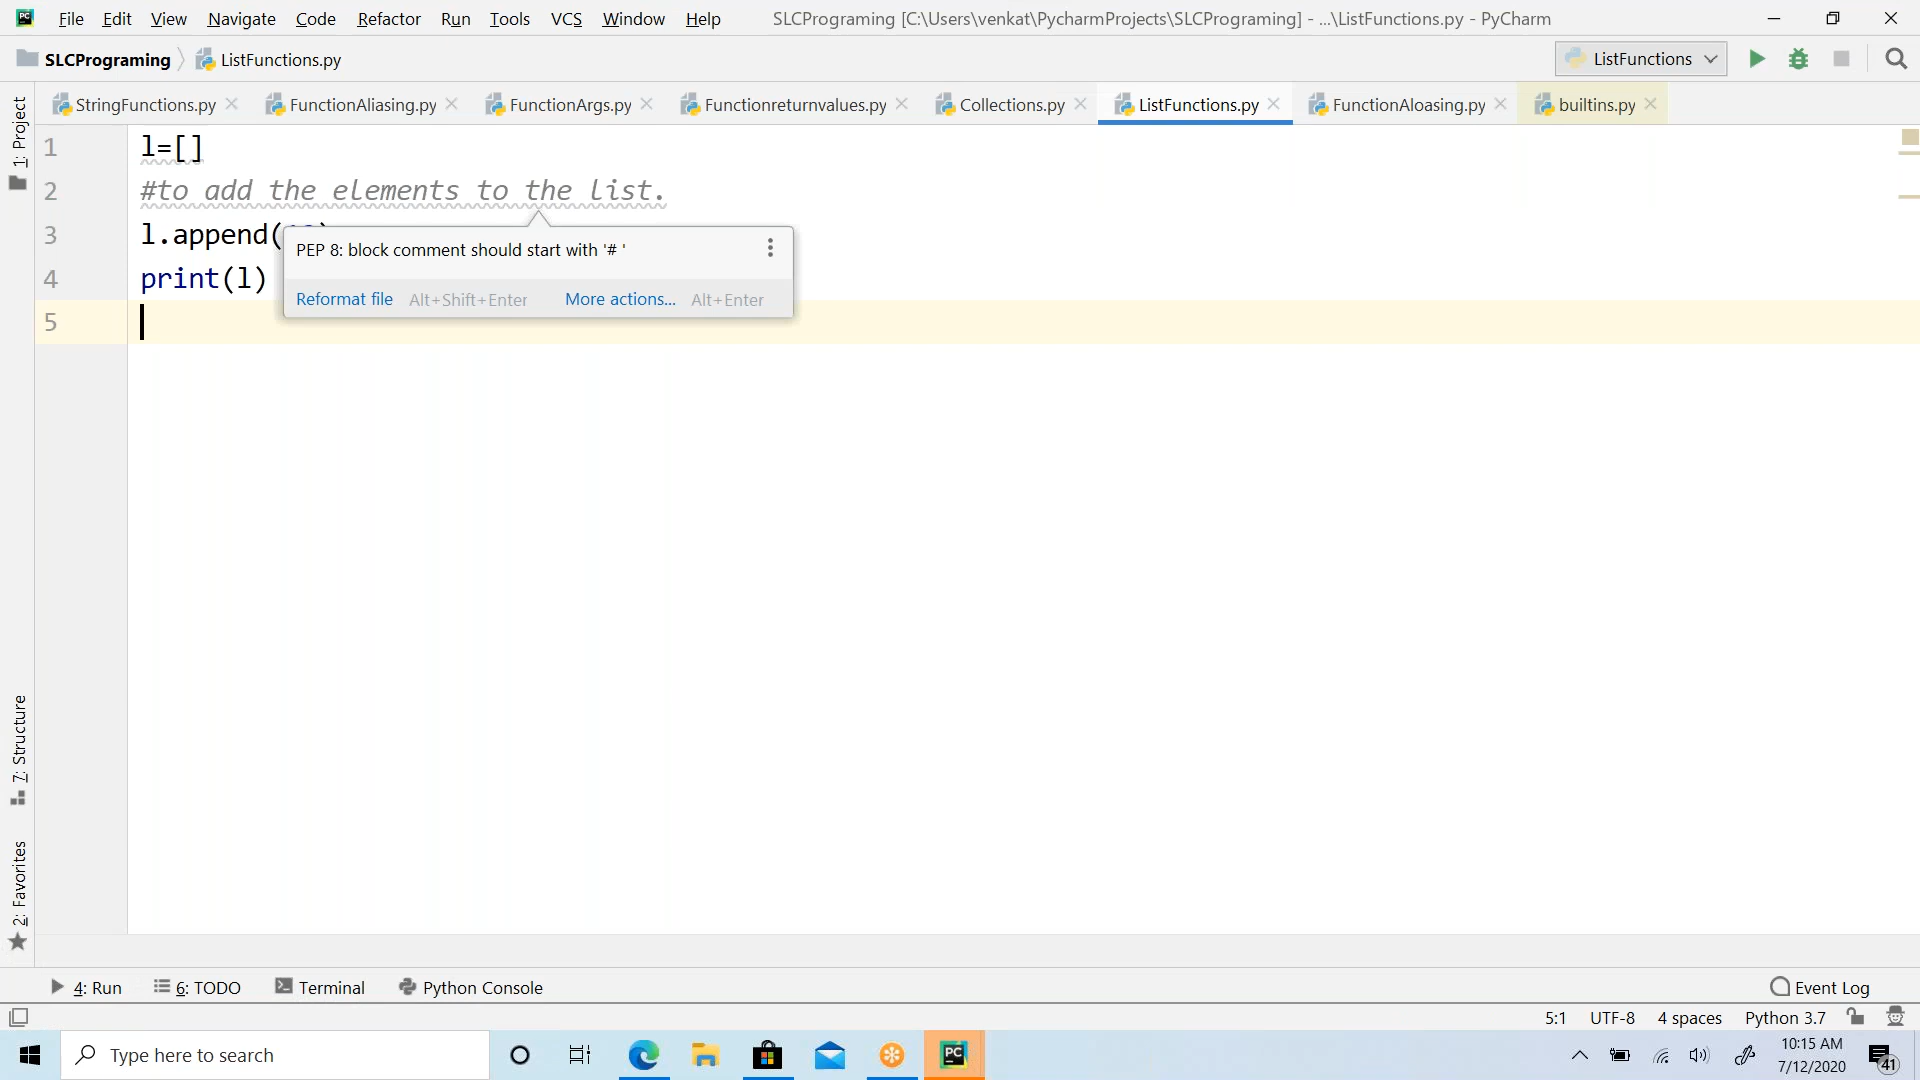 File Edit View Navigate Code Refactor Run Tools VCS Window Help SLCPrograming [C:\Users\venkat\PycharmProjects\SLCPrograming] - ...\ListFunctions.py - PyCharm
SLCPrograming ListFunctions.py ListFunctions
StringFunctions.py FunctionAliasing.py FunctionArgs.py Functionreturnvalues.py Collections.py ListFunctions.py FunctionAloasing.py builtins.py
1: Project
1 l=[]
2 #to add the elements to the list.
3 l.append(
PEP 8: block comment should start with '# '
4 print(l)
Reformat file Alt+Shift+Enter More actions... Alt+Enter
5
7: Structure
2: Favorites
4: Run 6: TODO Terminal Python Console Event Log
5:1 UTF-8 4 spaces Python 3.7
Type here to search
PC
10:15 AM
7/12/2020
41